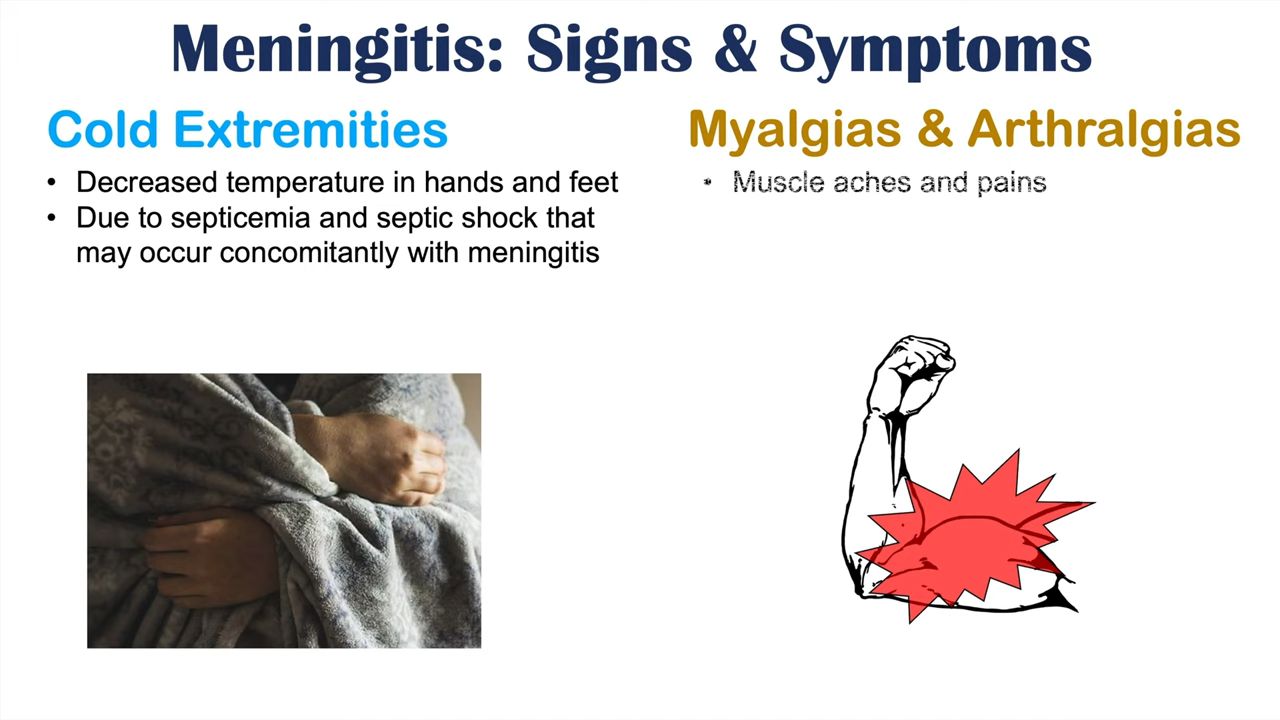 Meningitis: Signs & Symptoms
Cold Extremities
• Decreased temperature in hands and feet
• Due to septicemia and septic shock that
may occur concomitantly with meningitis
Myalgias & Arthralgias
• Muscle aches and pains